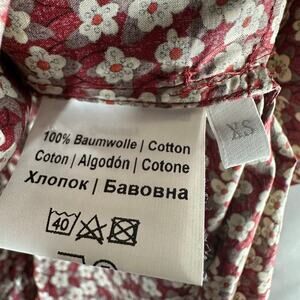 100% Baumwolle | Cotton
Coton | Algodón | Cotone
Хлопок | Бавовна
40
XS